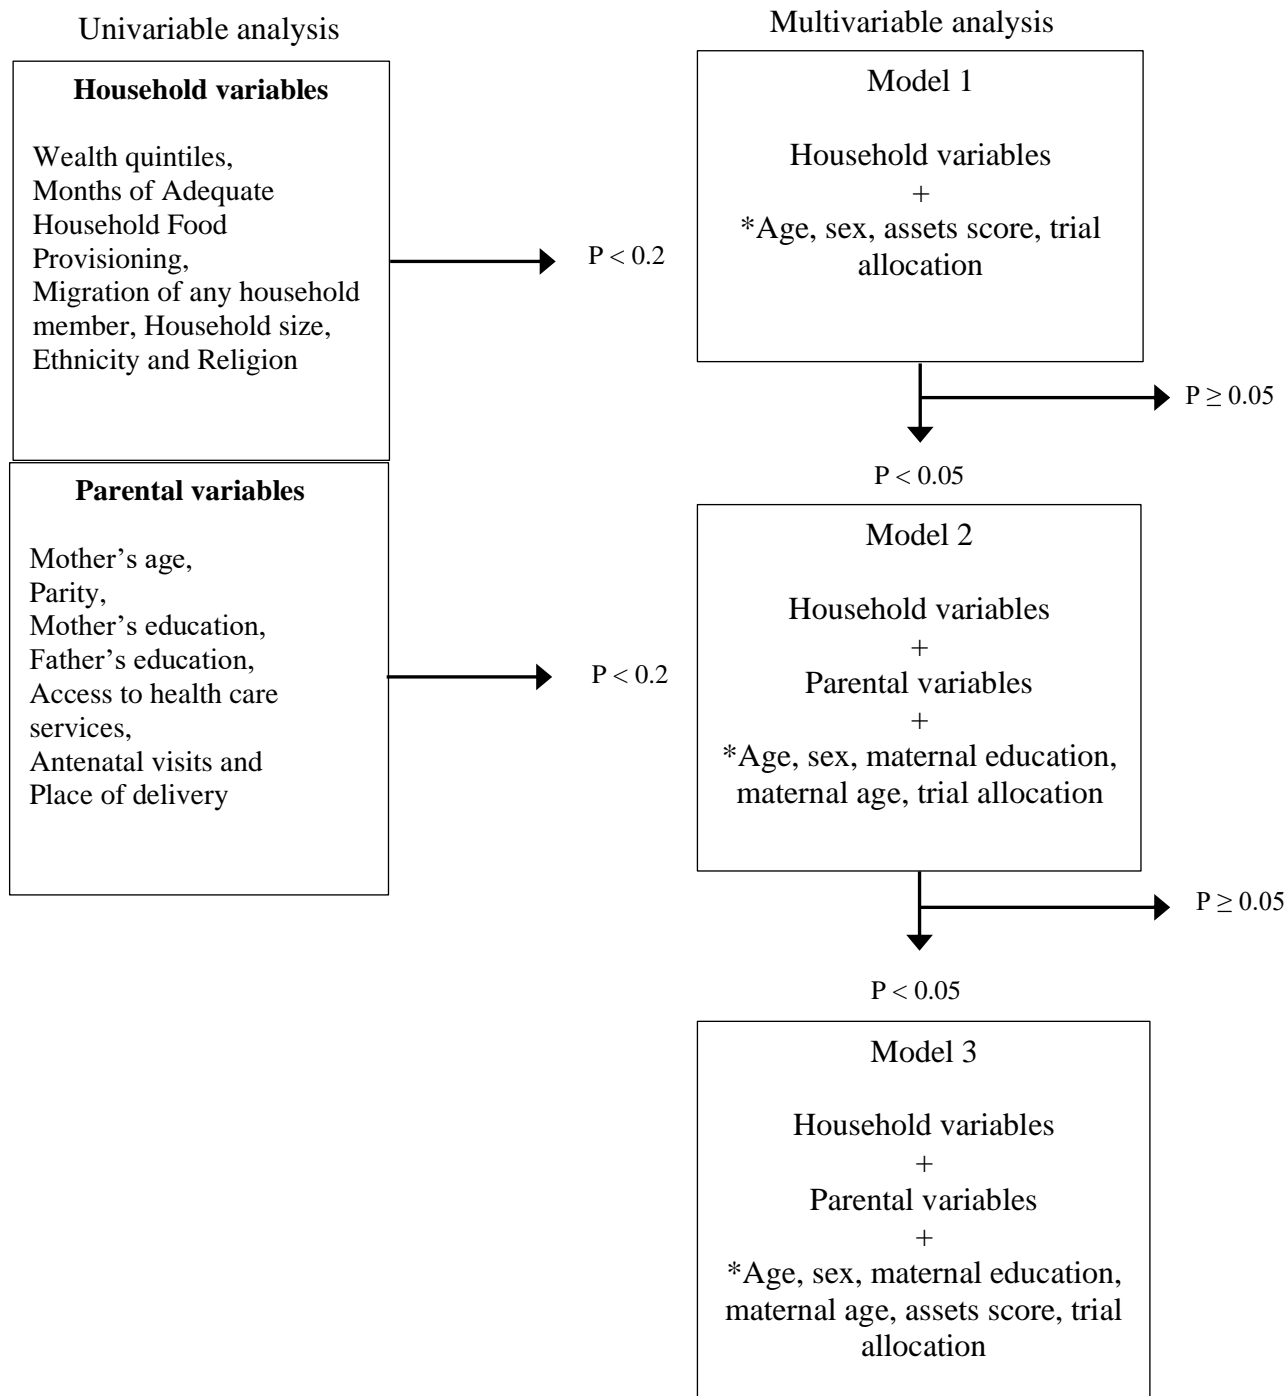 Univariable analysis
Household variables
Wealth quintiles,
Months of Adequate
Household Food
Provisioning,
Migration of any household
member, Household size,
Ethnicity and Religion
P < 0.2
Parental variables
Mother’s age,
Parity,
Mother’s education,
Father’s education,
Access to health care
services,
Antenatal visits and
Place of delivery
P < 0.2
Multivariable analysis
Model 1
Household variables
+
*Age, sex, assets score, trial
allocation
P ≥ 0.05
P < 0.05
Model 2
Household variables
+
Parental variables
+
*Age, sex, maternal education,
maternal age, trial allocation
P ≥ 0.05
P < 0.05
Model 3
Household variables
+
Parental variables
+
*Age, sex, maternal education,
maternal age, assets score, trial
allocation